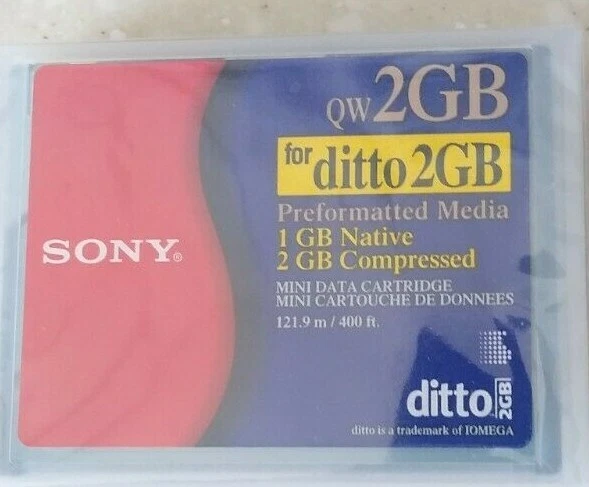 QW 2GB
for ditto 2GB
Preformatted Media
1 GB Native
2 GB Compressed
SONY®
MINI DATA CARTRIDGE
MINI CARTOUCHE DE DONNEES
121.9 m / 400 ft.
ditto 2GB
ditto is a trademark of IOMEGA